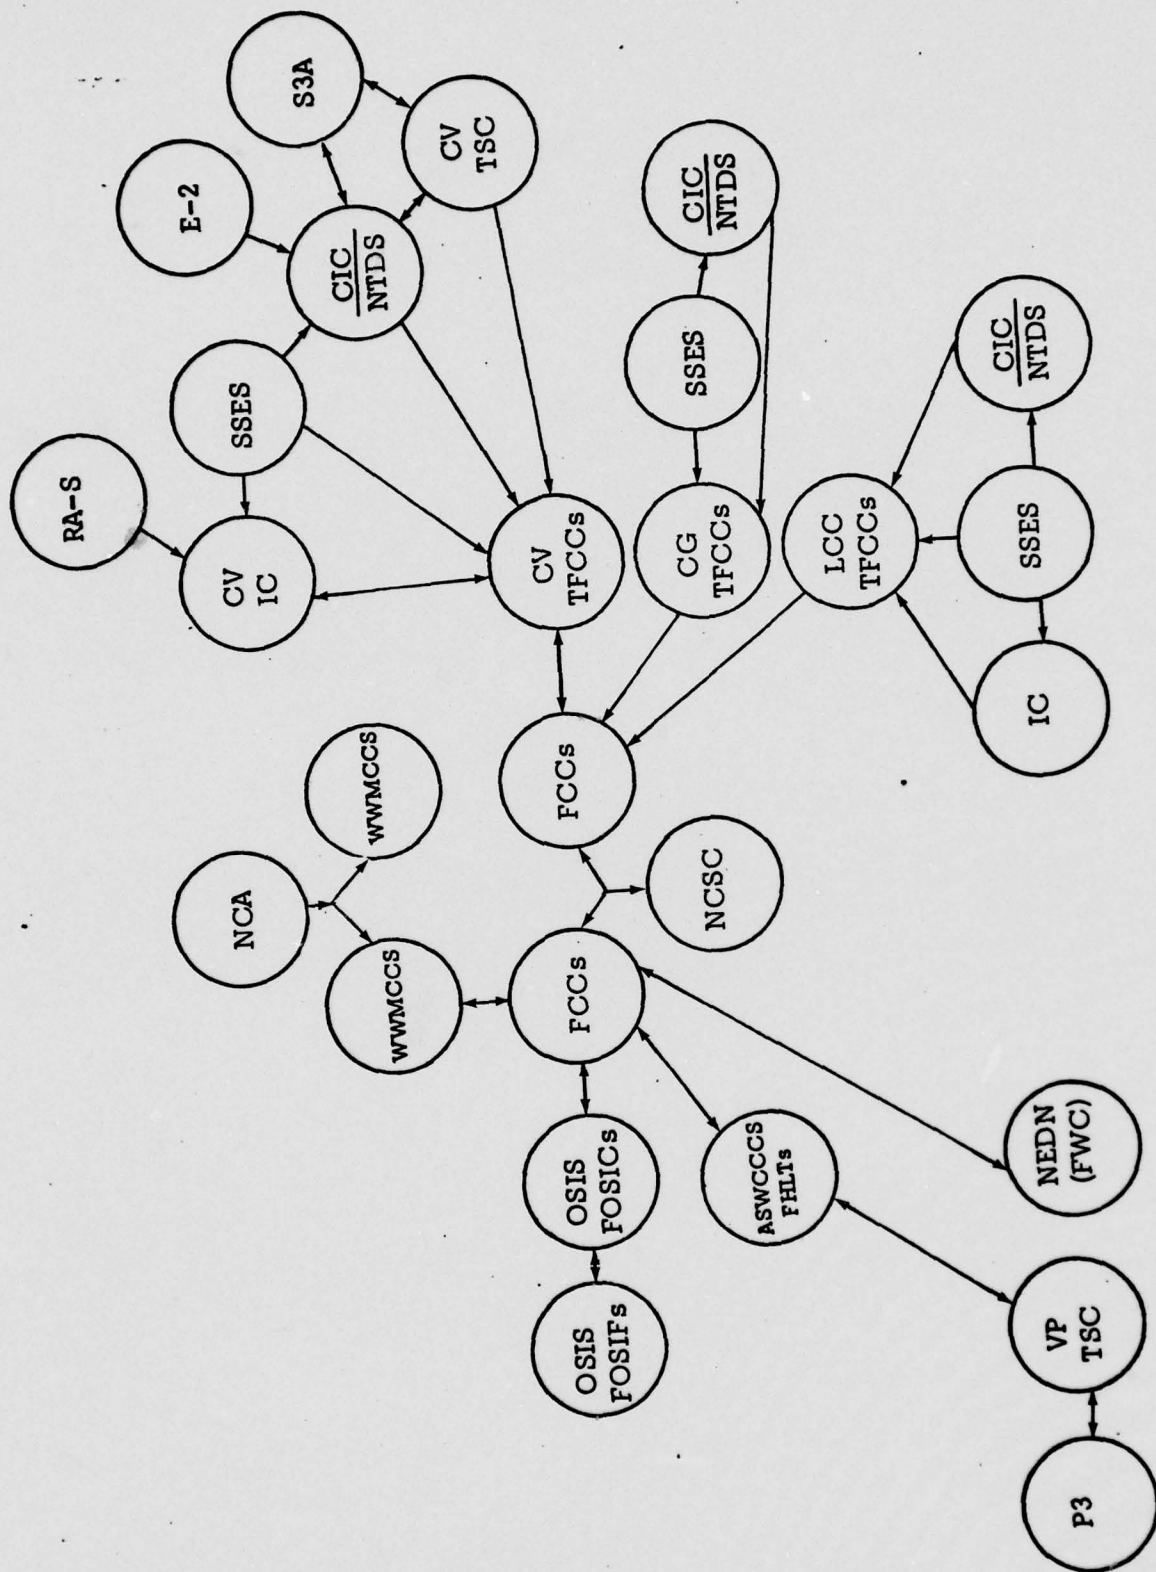 RA-S
E-2
S3A
NCA
SSES
CV
IC
CIC
NTDS
WWMCCS
WWMCCS
CV
TSC
OSIS
FOSIFs
OSIS
FOSICs
FCCs
FCCs
CV
TFCCs
NCSC
CG
TFCCs
SSES
CIC
NTDS
ASWCCCS
FHLTs
LCC
TFCCs
P3
VP
TSC
NEDN
(FWC)
IC
SSES
CIC
NTDS